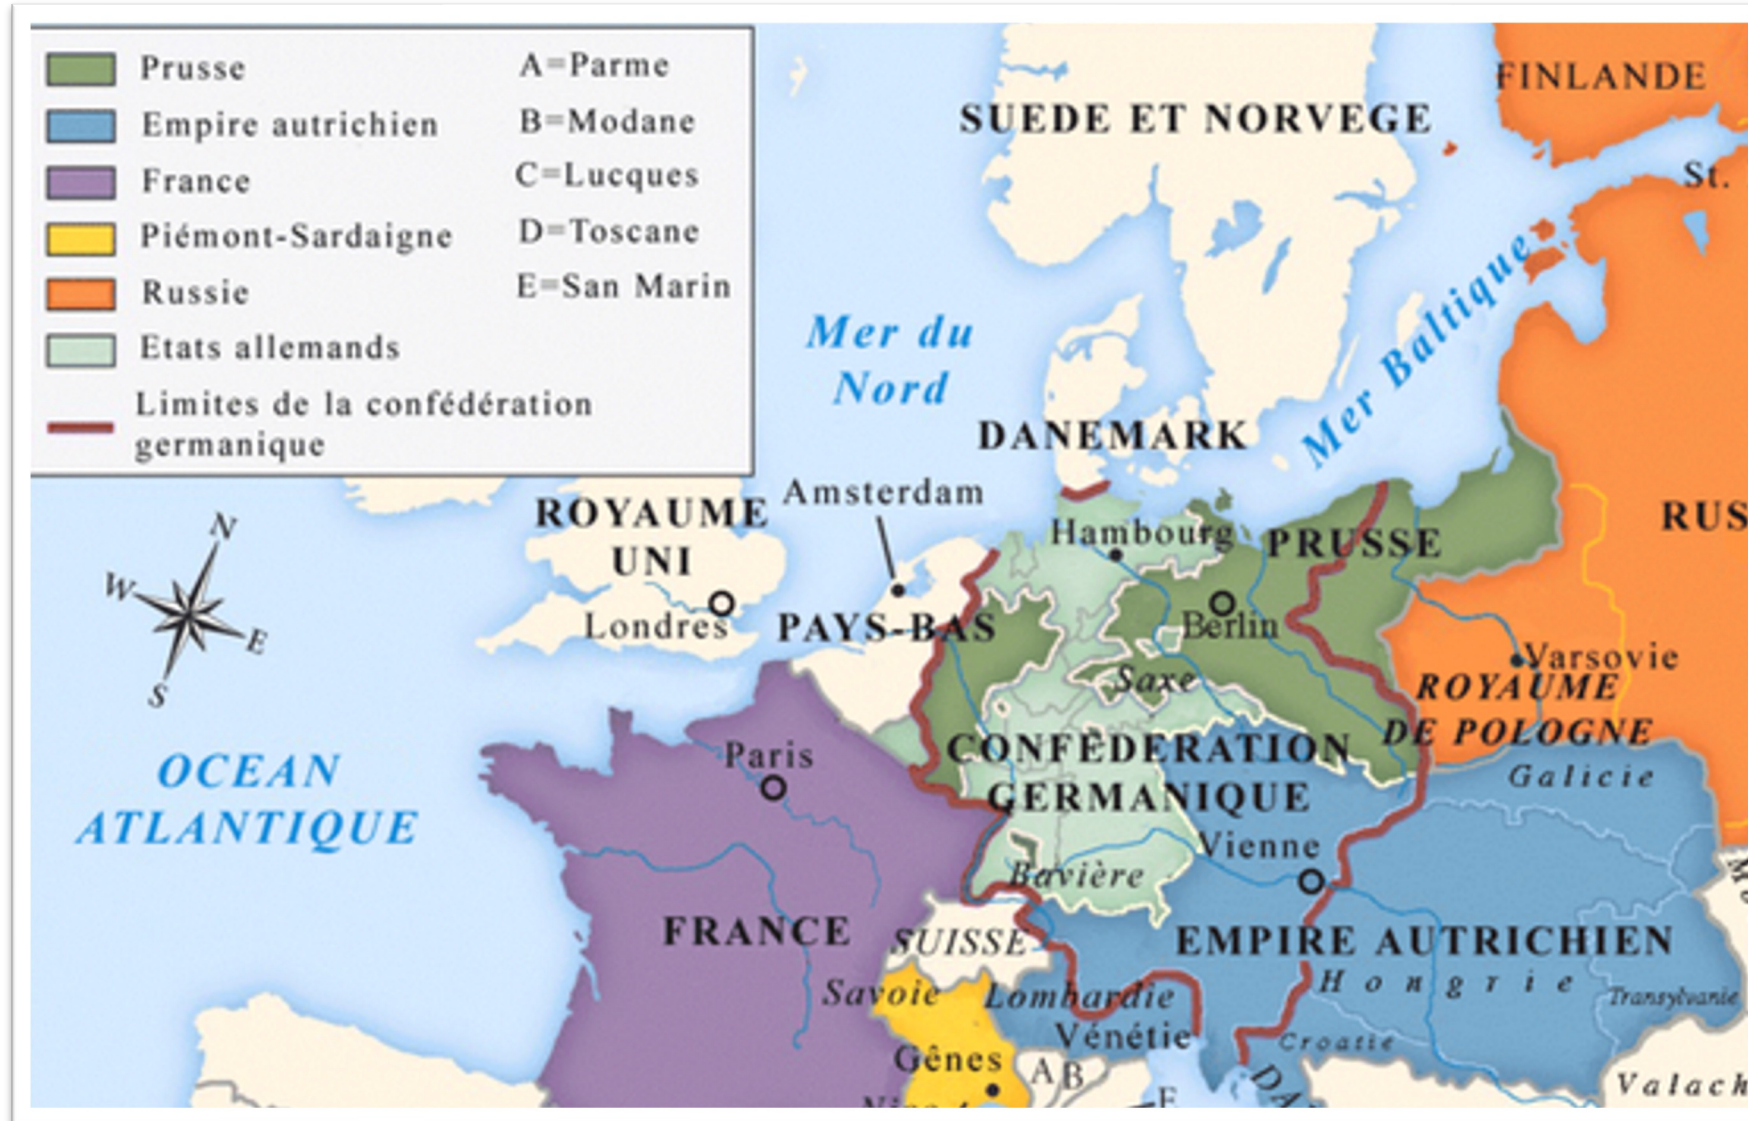 Prusse
Empire autrichien
France
Piémont-Sardaigne
Russie
Etats allemands
Limites de la confédération
germanique
A=Parme
B=Modane
C=Lucques
D=Toscane
E=San Marin
SUEDE ET NORVEGE
FINLANDE
St.
Mer Baltique
Mer du
Nord
DANEMARK
ROYAUME
UNI
Londres
Amsterdam
PAYS-BAS
Hambourg
PRUSSE
Berlin
RUS
Varsovie
ROYAUME
DE POLOGNE
Saxe
N
W
E
S
OCEAN
ATLANTIQUE
Paris
CONFEDERATION
GERMANIQUE
Galicie
Vienne
Bavière
FRANCE
SUISSE
EMPIRE AUTRICHIEN
Hongrie
Transylvanie
Savoie
Lombardie
Vénétie
Croatie
Gênes
A
B
E
DA
Valach